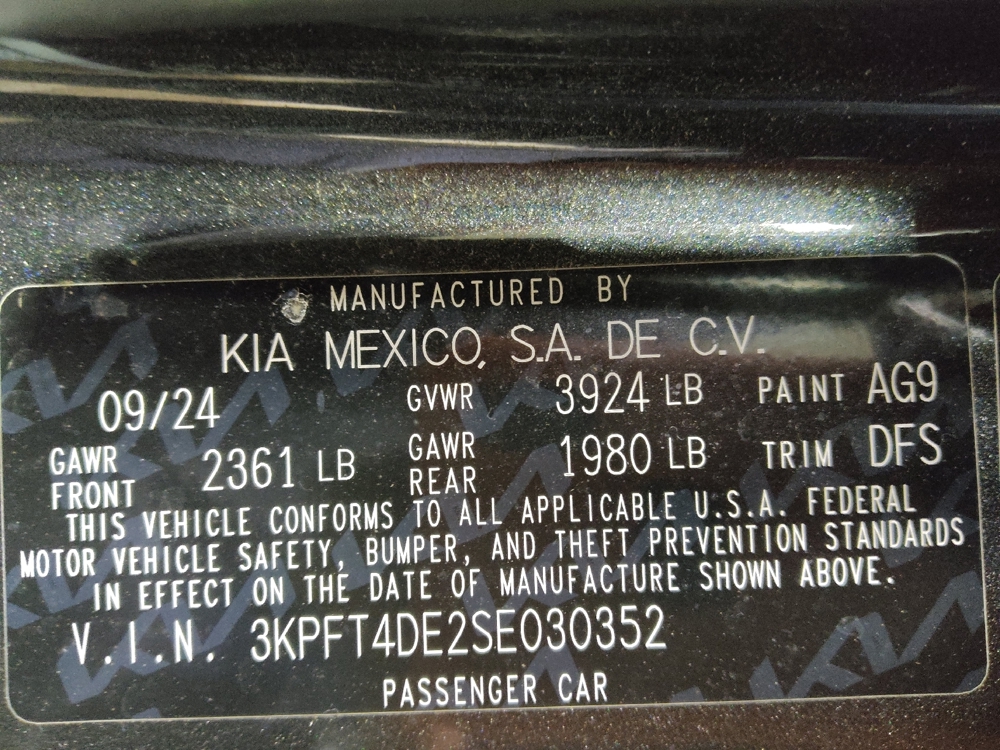 MANUFACTURED BY
KIA MEXICO, S.A. DE C.V.
09/24 GVWR 3924 LB PAINT AG9
GAWR FRONT 2361 LB GAWR REAR 1980 LB TRIM DFS
THIS VEHICLE CONFORMS TO ALL APPLICABLE U.S.A. FEDERAL
MOTOR VEHICLE SAFETY, BUMPER, AND THEFT PREVENTION STANDARDS
IN EFFECT ON THE DATE OF MANUFACTURE SHOWN ABOVE.
V.I.N. 3KPFT4DE2SE030352
PASSENGER CAR